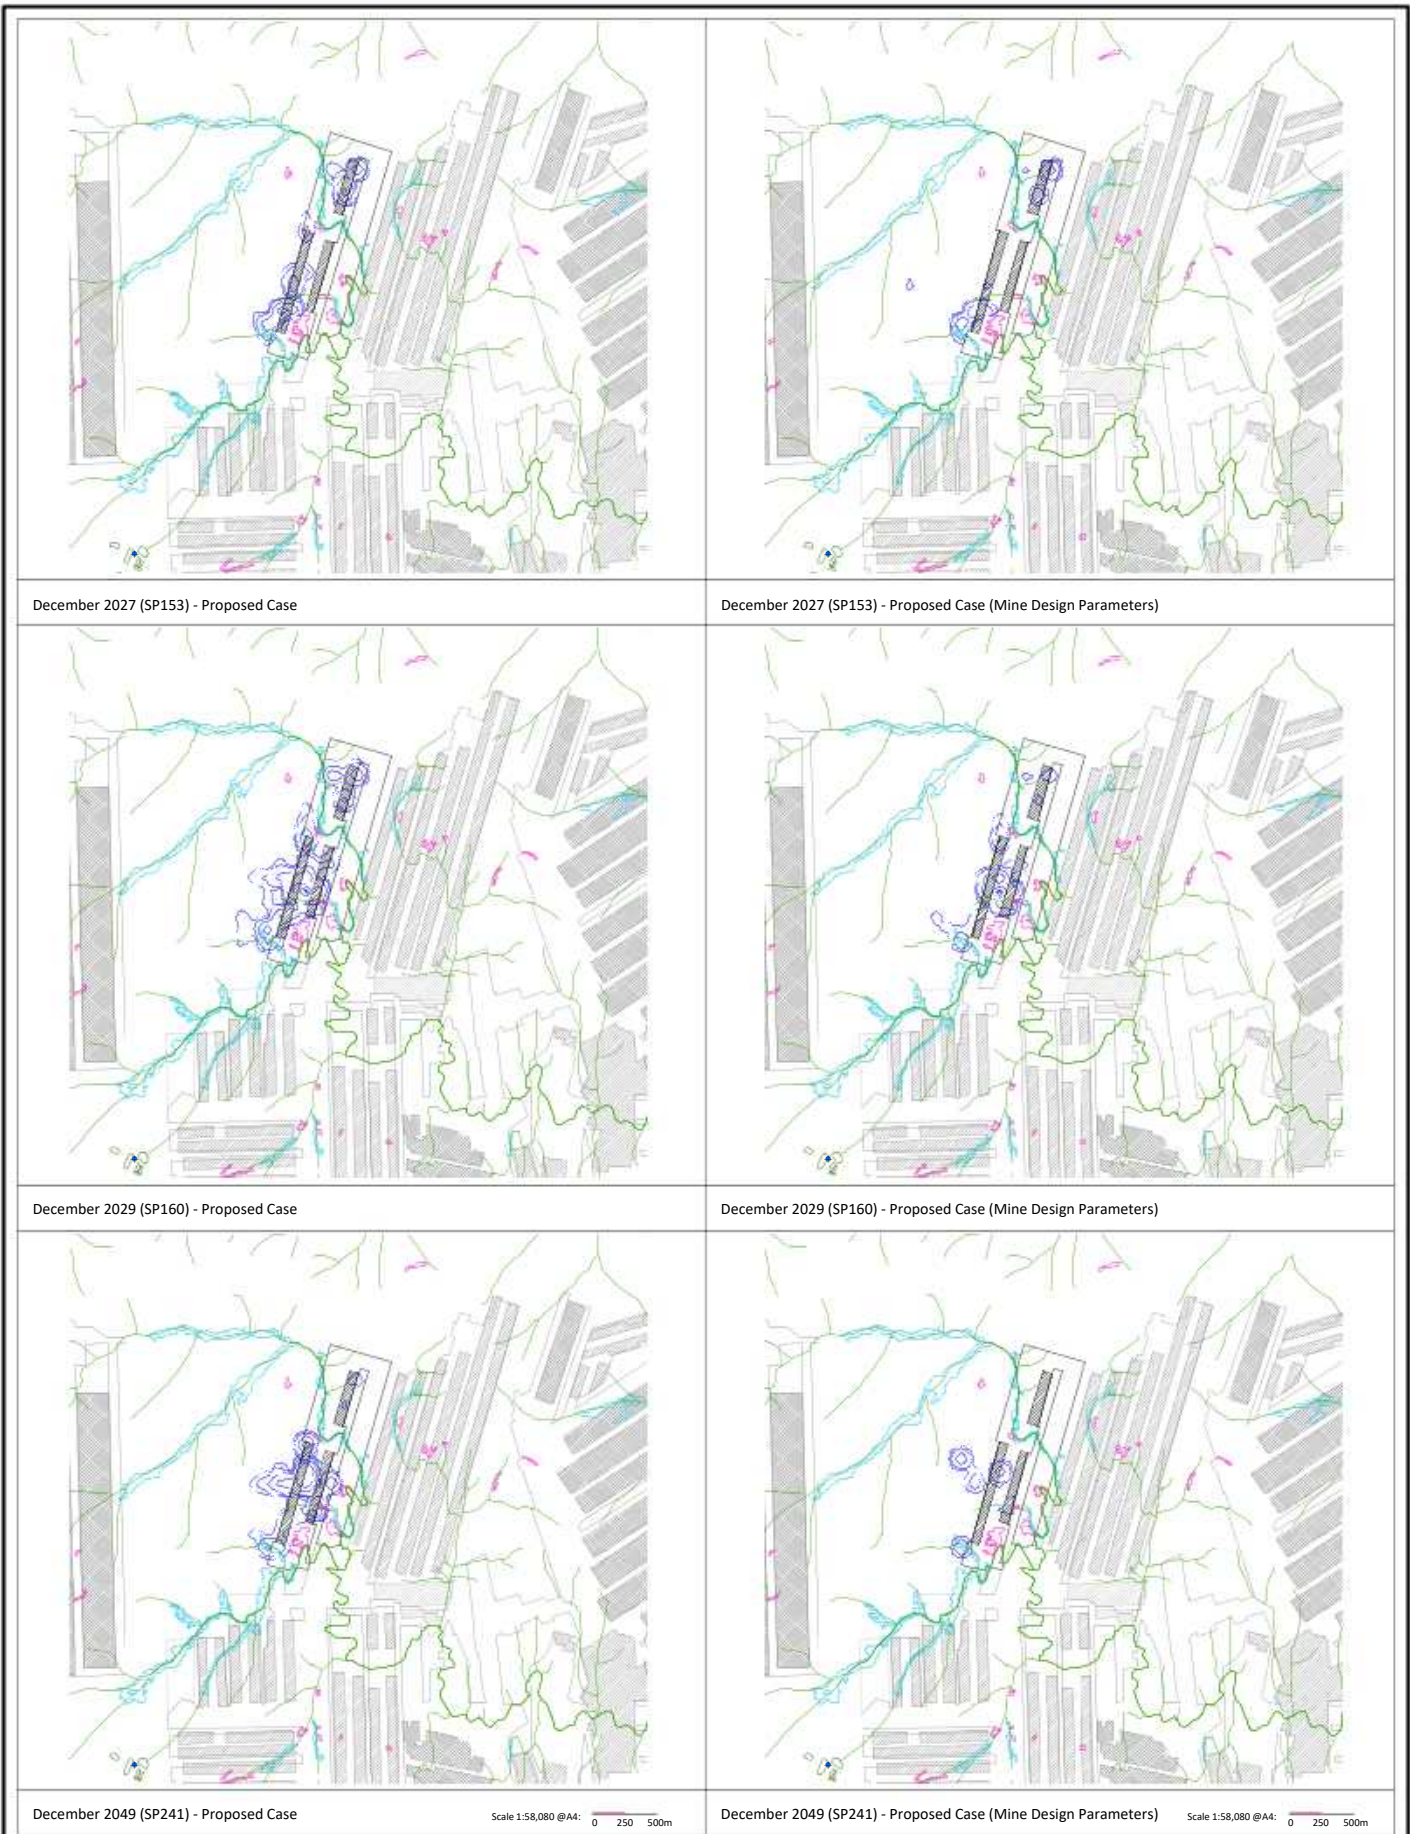 December 2027 (SP153) - Proposed Case
December 2027 (SP153) - Proposed Case (Mine Design Parameters)
December 2029 (SP160) - Proposed Case
December 2029 (SP160) - Proposed Case (Mine Design Parameters)
December 2049 (SP241) - Proposed Case
Scale 1:58,080 @A4:
0 250 500m
December 2049 (SP241) - Proposed Case (Mine Design Parameters)
Scale 1:58,080 @A4:
0 250 500m